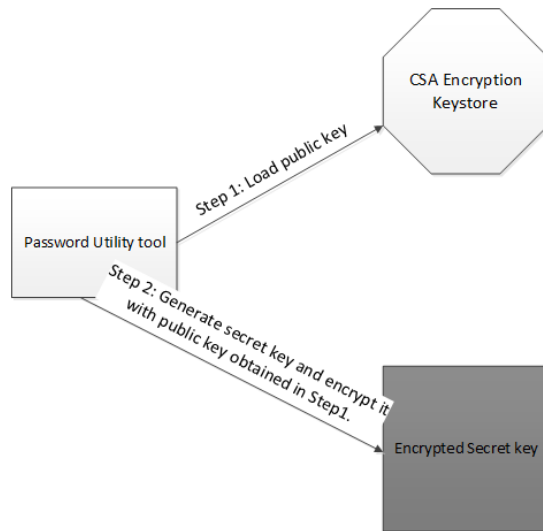 CSA Encryption
Keystore
Step 1: Load public key
Password Utility tool
Step 2: Generate secret key and encrypt it
with public key obtained in Step1.
Encrypted Secret key